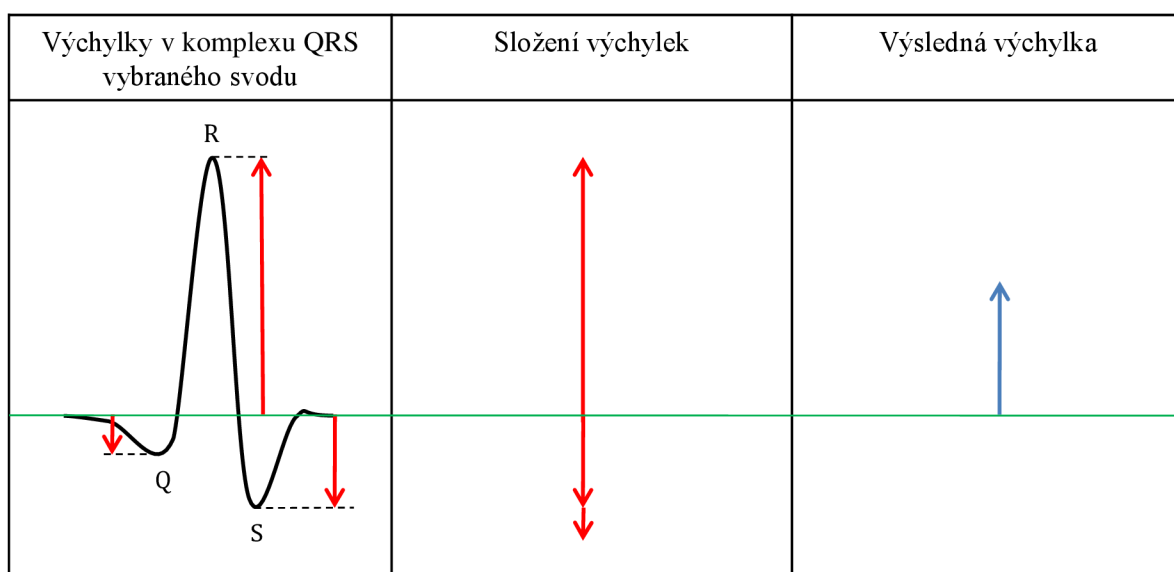 Výchylky v komplexu QRS
vybraného svodu
Složení výchylek
Výsledná výchylka
R
Q
S